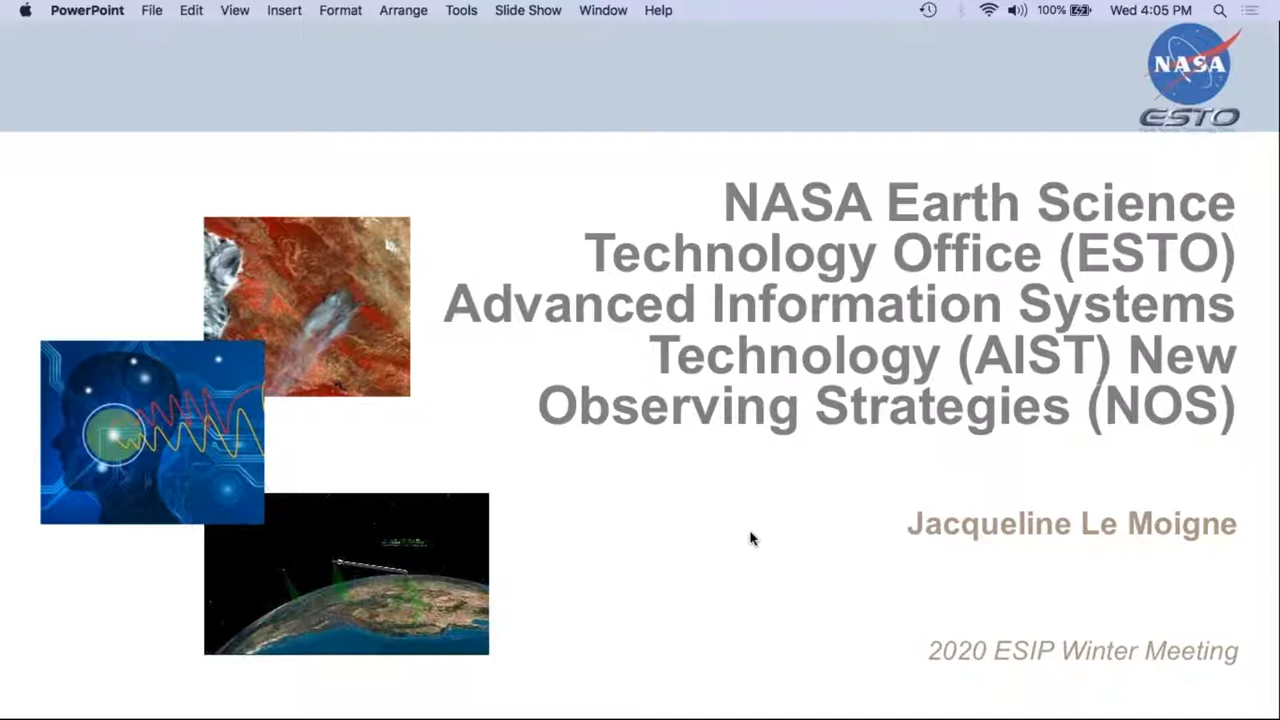 PowerPoint File Edit View Insert Format Arrange Tools Slide Show Window Help 100% Wed 4:05 PM
NASA
ESTO
NASA Earth Science
Technology Office (ESTO)
Advanced Information Systems
Technology (AIST) New
Observing Strategies (NOS)
Jacqueline Le Moigne
2020 ESIP Winter Meeting